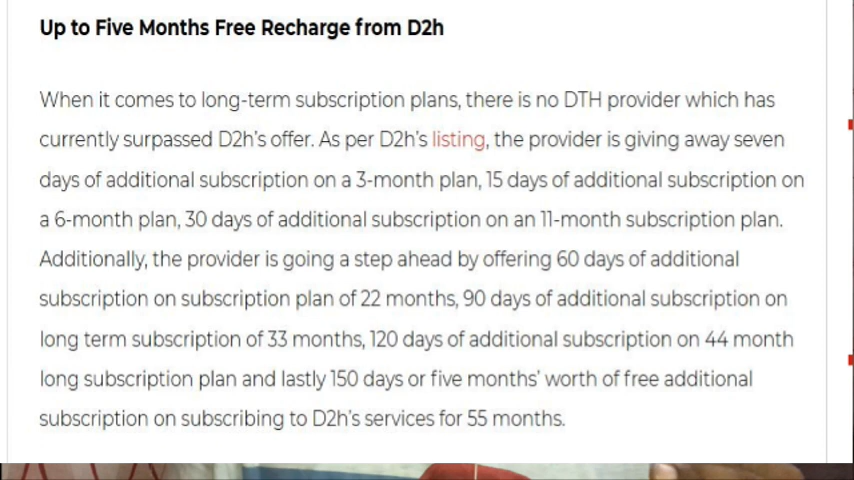 Up to Five Months Free Recharge from D2h
When it comes to long-term subscription plans, there is no DTH provider which has
currently surpassed D2h's offer. As per D2h's listing, the provider is giving away seven
days of additional subscription on a 3-month plan, 15 days of additional subscription on
a 6-month plan, 30 days of additional subscription on an 11-month subscription plan.
Additionally, the provider is going a step ahead by offering 60 days of additional
subscription on subscription plan of 22 months, 90 days of additional subscription on
long term subscription of 33 months, 120 days of additional subscription on 44 month
long subscription plan and lastly 150 days or five months' worth of free additional
subscription on subscribing to D2h's services for 55 months.